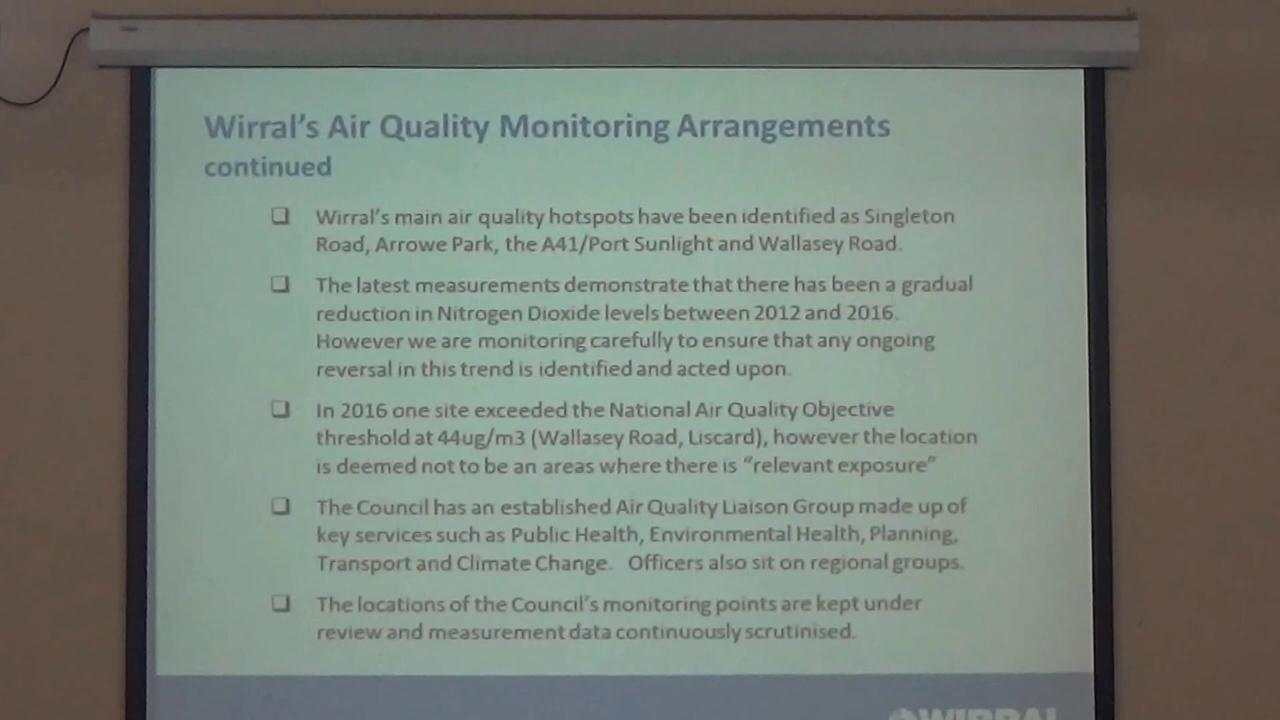 Wirral's Air Quality Monitoring Arrangements
continued
Wirral's main air quality hotspots have been identified as Singleton
Road, Arrowe Park, the A41/Port Sunlight and Wallasey Road.
The latest measurements demonstrate that there has been a gradual
reduction in Nitrogen Dioxide levels between 2012 and 2016.
However we are monitoring carefully to ensure that any ongoing
reversal in this trend is identified and acted upon.
In 2016 one site exceeded the National Air Quality Objective
threshold at 44ug/m3 (Wallasey Road, Liscard), however the location
is deemed not to be an areas where there is "relevant exposure"
The Council has an established Air Quality Liaison Group made up of
key services such as Public Health, Environmental Health, Planning,
Transport and Climate Change. Officers also sit on regional groups.
The locations of the Council's monitoring points are kept under
review and measurement data continuously scrutinised.
WIRRAL